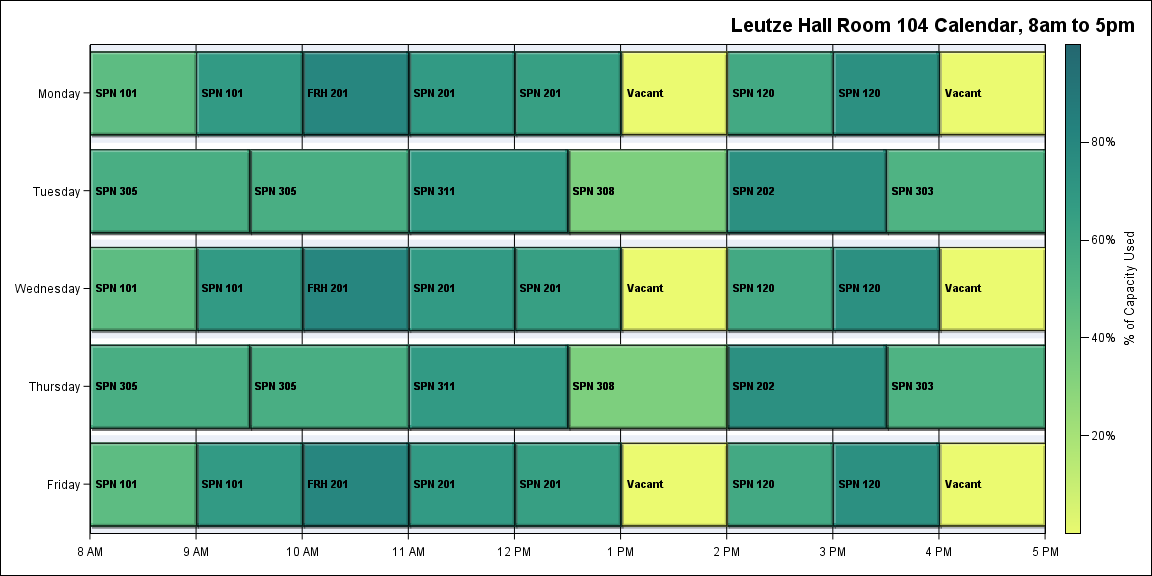 Leutze Hall Room 104 Calendar, 8am to 5pm
Monday SPN 101 SPN 101 FRH 201 SPN 201 SPN 201 Vacant SPN 120 SPN 120 Vacant
Tuesday SPN 305 SPN 305 SPN 311 SPN 308 SPN 202 SPN 303
Wednesday SPN 101 SPN 101 FRH 201 SPN 201 SPN 201 Vacant SPN 120 SPN 120 Vacant
Thursday SPN 305 SPN 305 SPN 311 SPN 308 SPN 202 SPN 303
Friday SPN 101 SPN 101 FRH 201 SPN 201 SPN 201 Vacant SPN 120 SPN 120 Vacant
8 AM 9 AM 10 AM 11 AM 12 PM 1 PM 2 PM 3 PM 4 PM 5 PM
80%
60%
40%
20%
% of Capacity Used